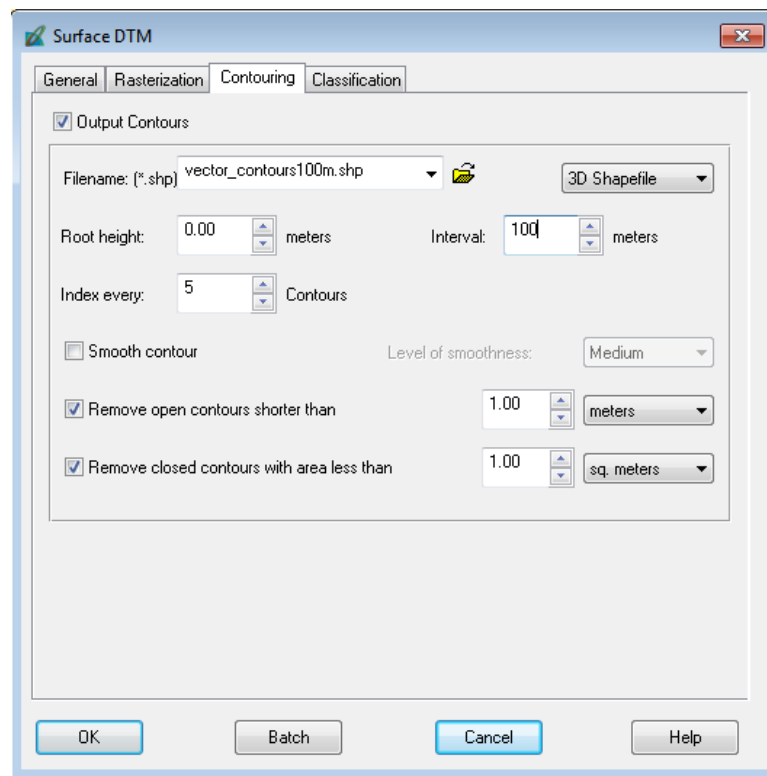 Surface DTM
General Rasterization Contouring Classification
Output Contours
Filename: (*.shp) vector_contours100m.shp 3D Shapefile
Root height: 0.00 meters Interval: 100 meters
Index every: 5 Contours
Smooth contour Level of smoothness: Medium
Remove open contours shorter than 1.00 meters
Remove closed contours with area less than 1.00 sq. meters
OK Batch Cancel Help